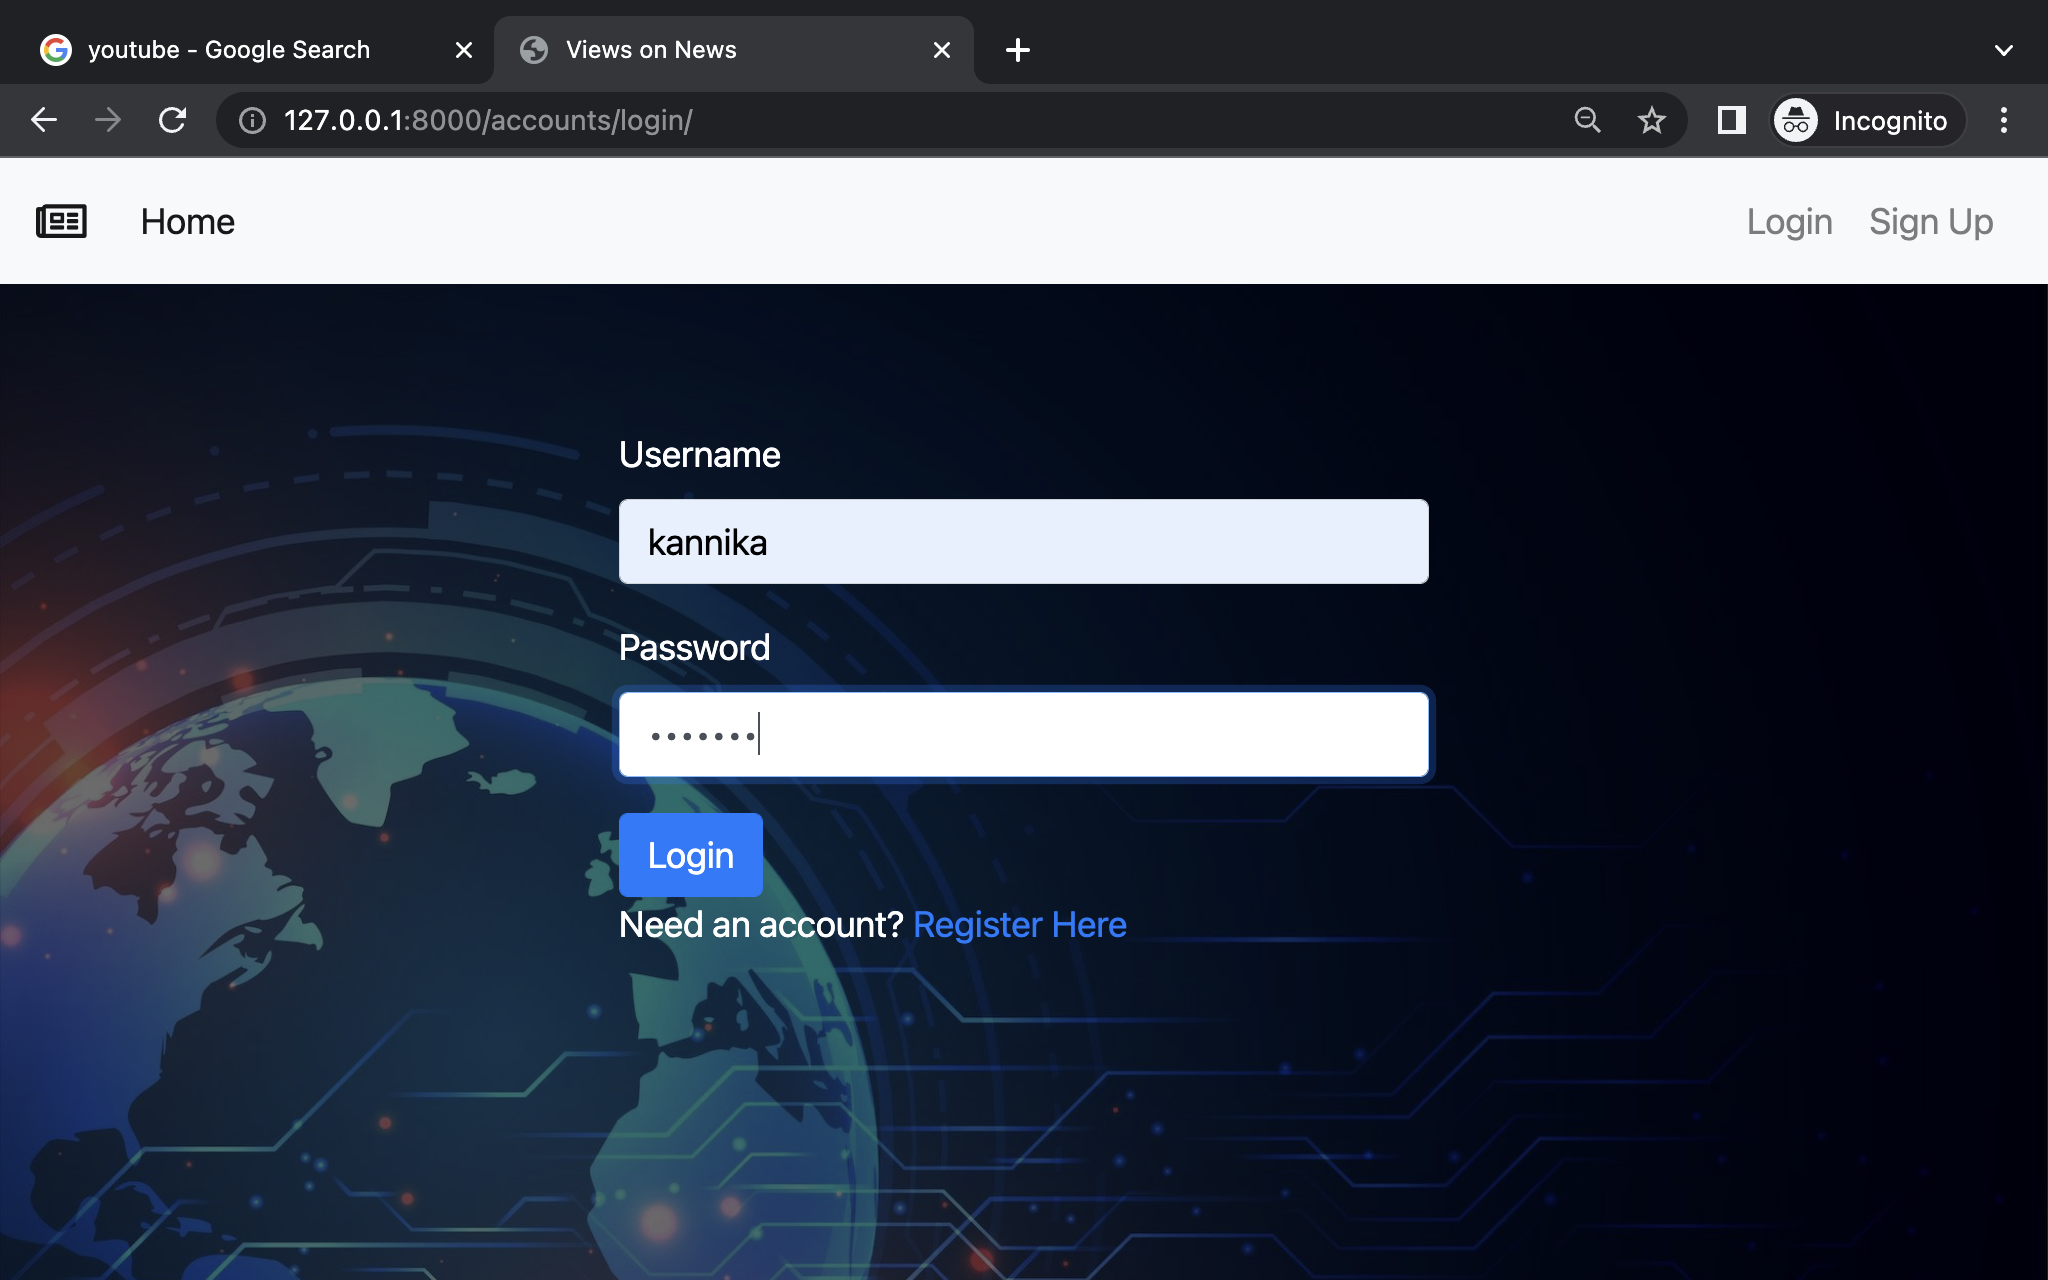 youtube - Google Search
Views on News
127.0.0.1:8000/accounts/login/
Incognito
Home
Login
Sign Up
Username
kannika
Password
•••••••
Login
Need an account? Register Here